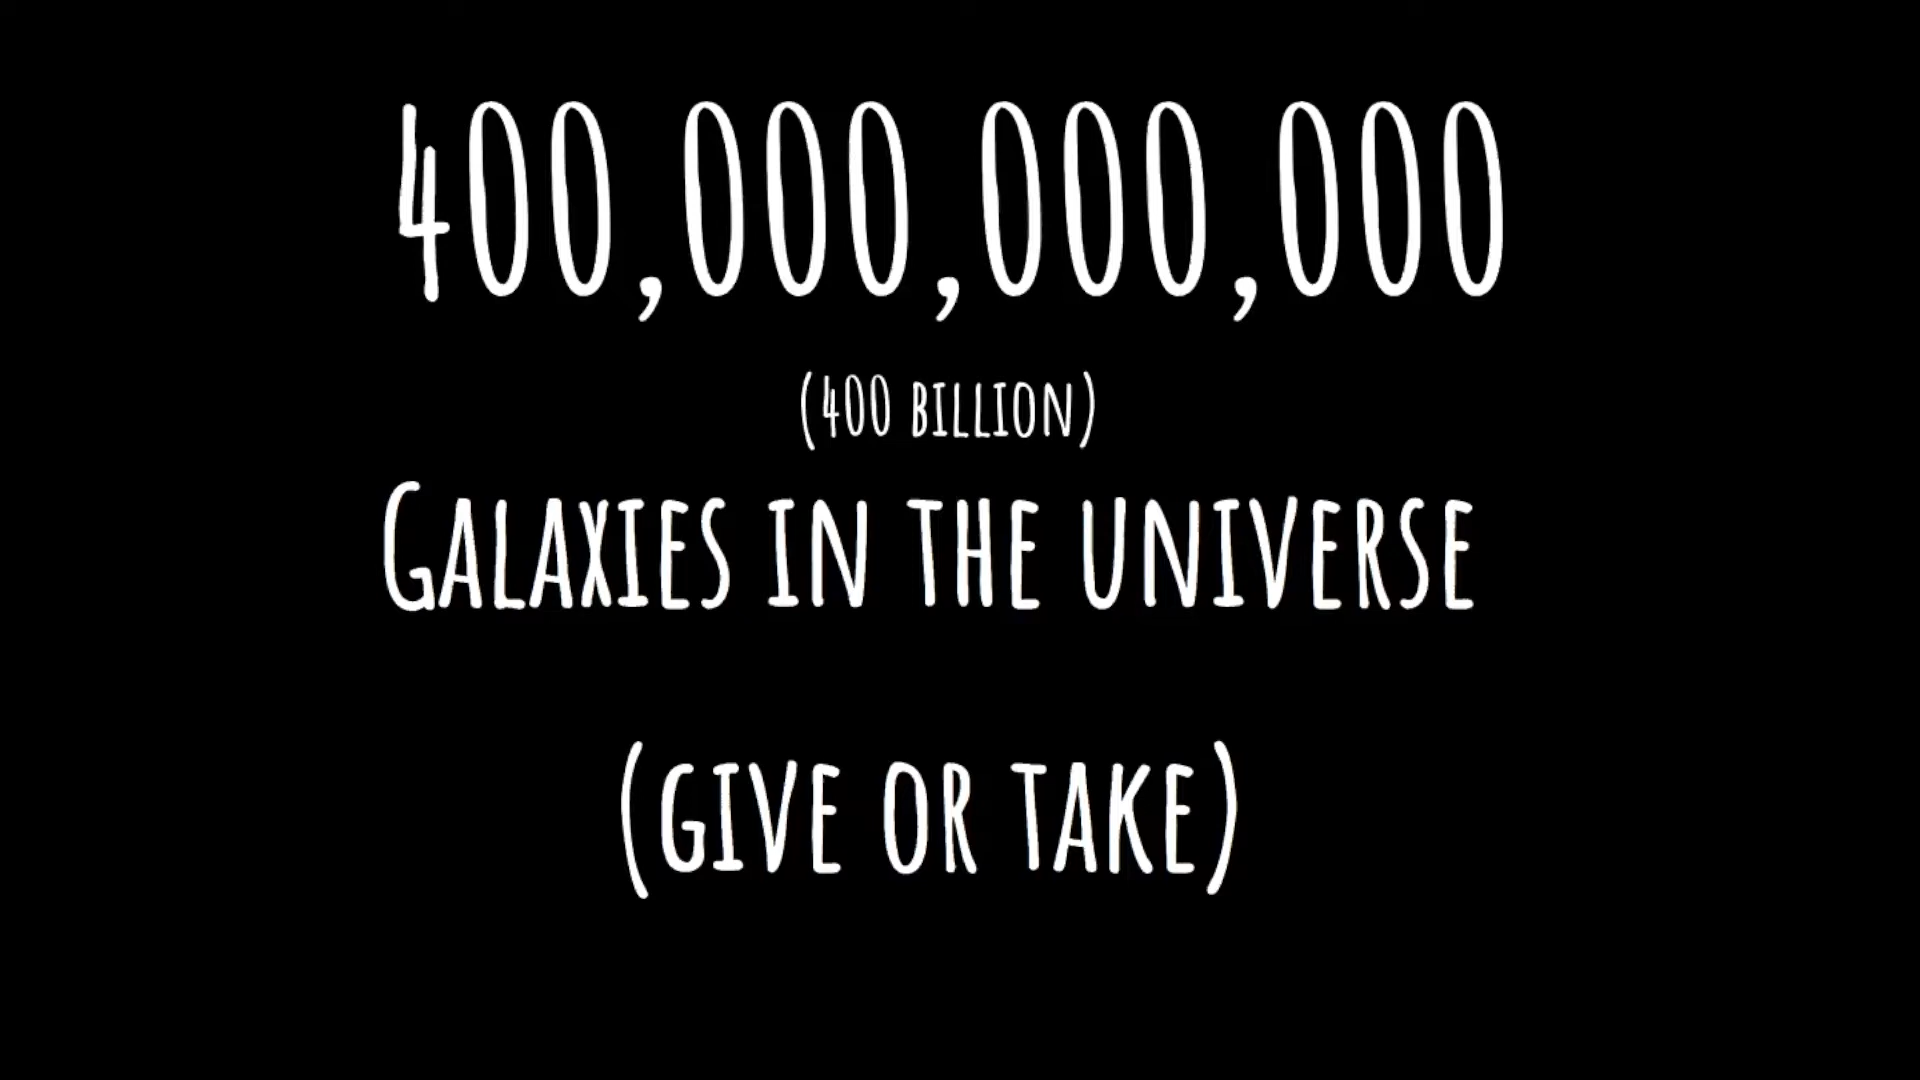 400,000,000,000
(400 BILLION)
GALAXIES IN THE UNIVERSE
(GIVE OR TAKE)